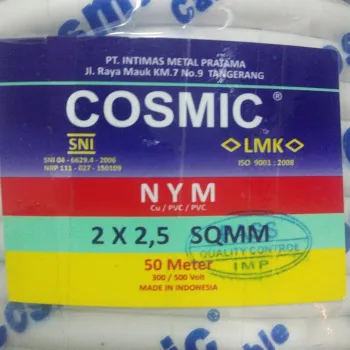 PT. INTIMAS METAL PRATAMA
Jl. Raya Mauk KM.7 No.9 TANGERANG
COSMIC ®
SNI
LMK
SNI 04 - 6629.4 - 2006
ISO 9001 : 2008
NRP 111 - 027 - 150109
NYM
Cu / PVC / PVC
2 X 2,5 SQMM
QUALITY CONTROL
IMP
50 Meter
300 / 500 Volt
MADE IN INDONESIA